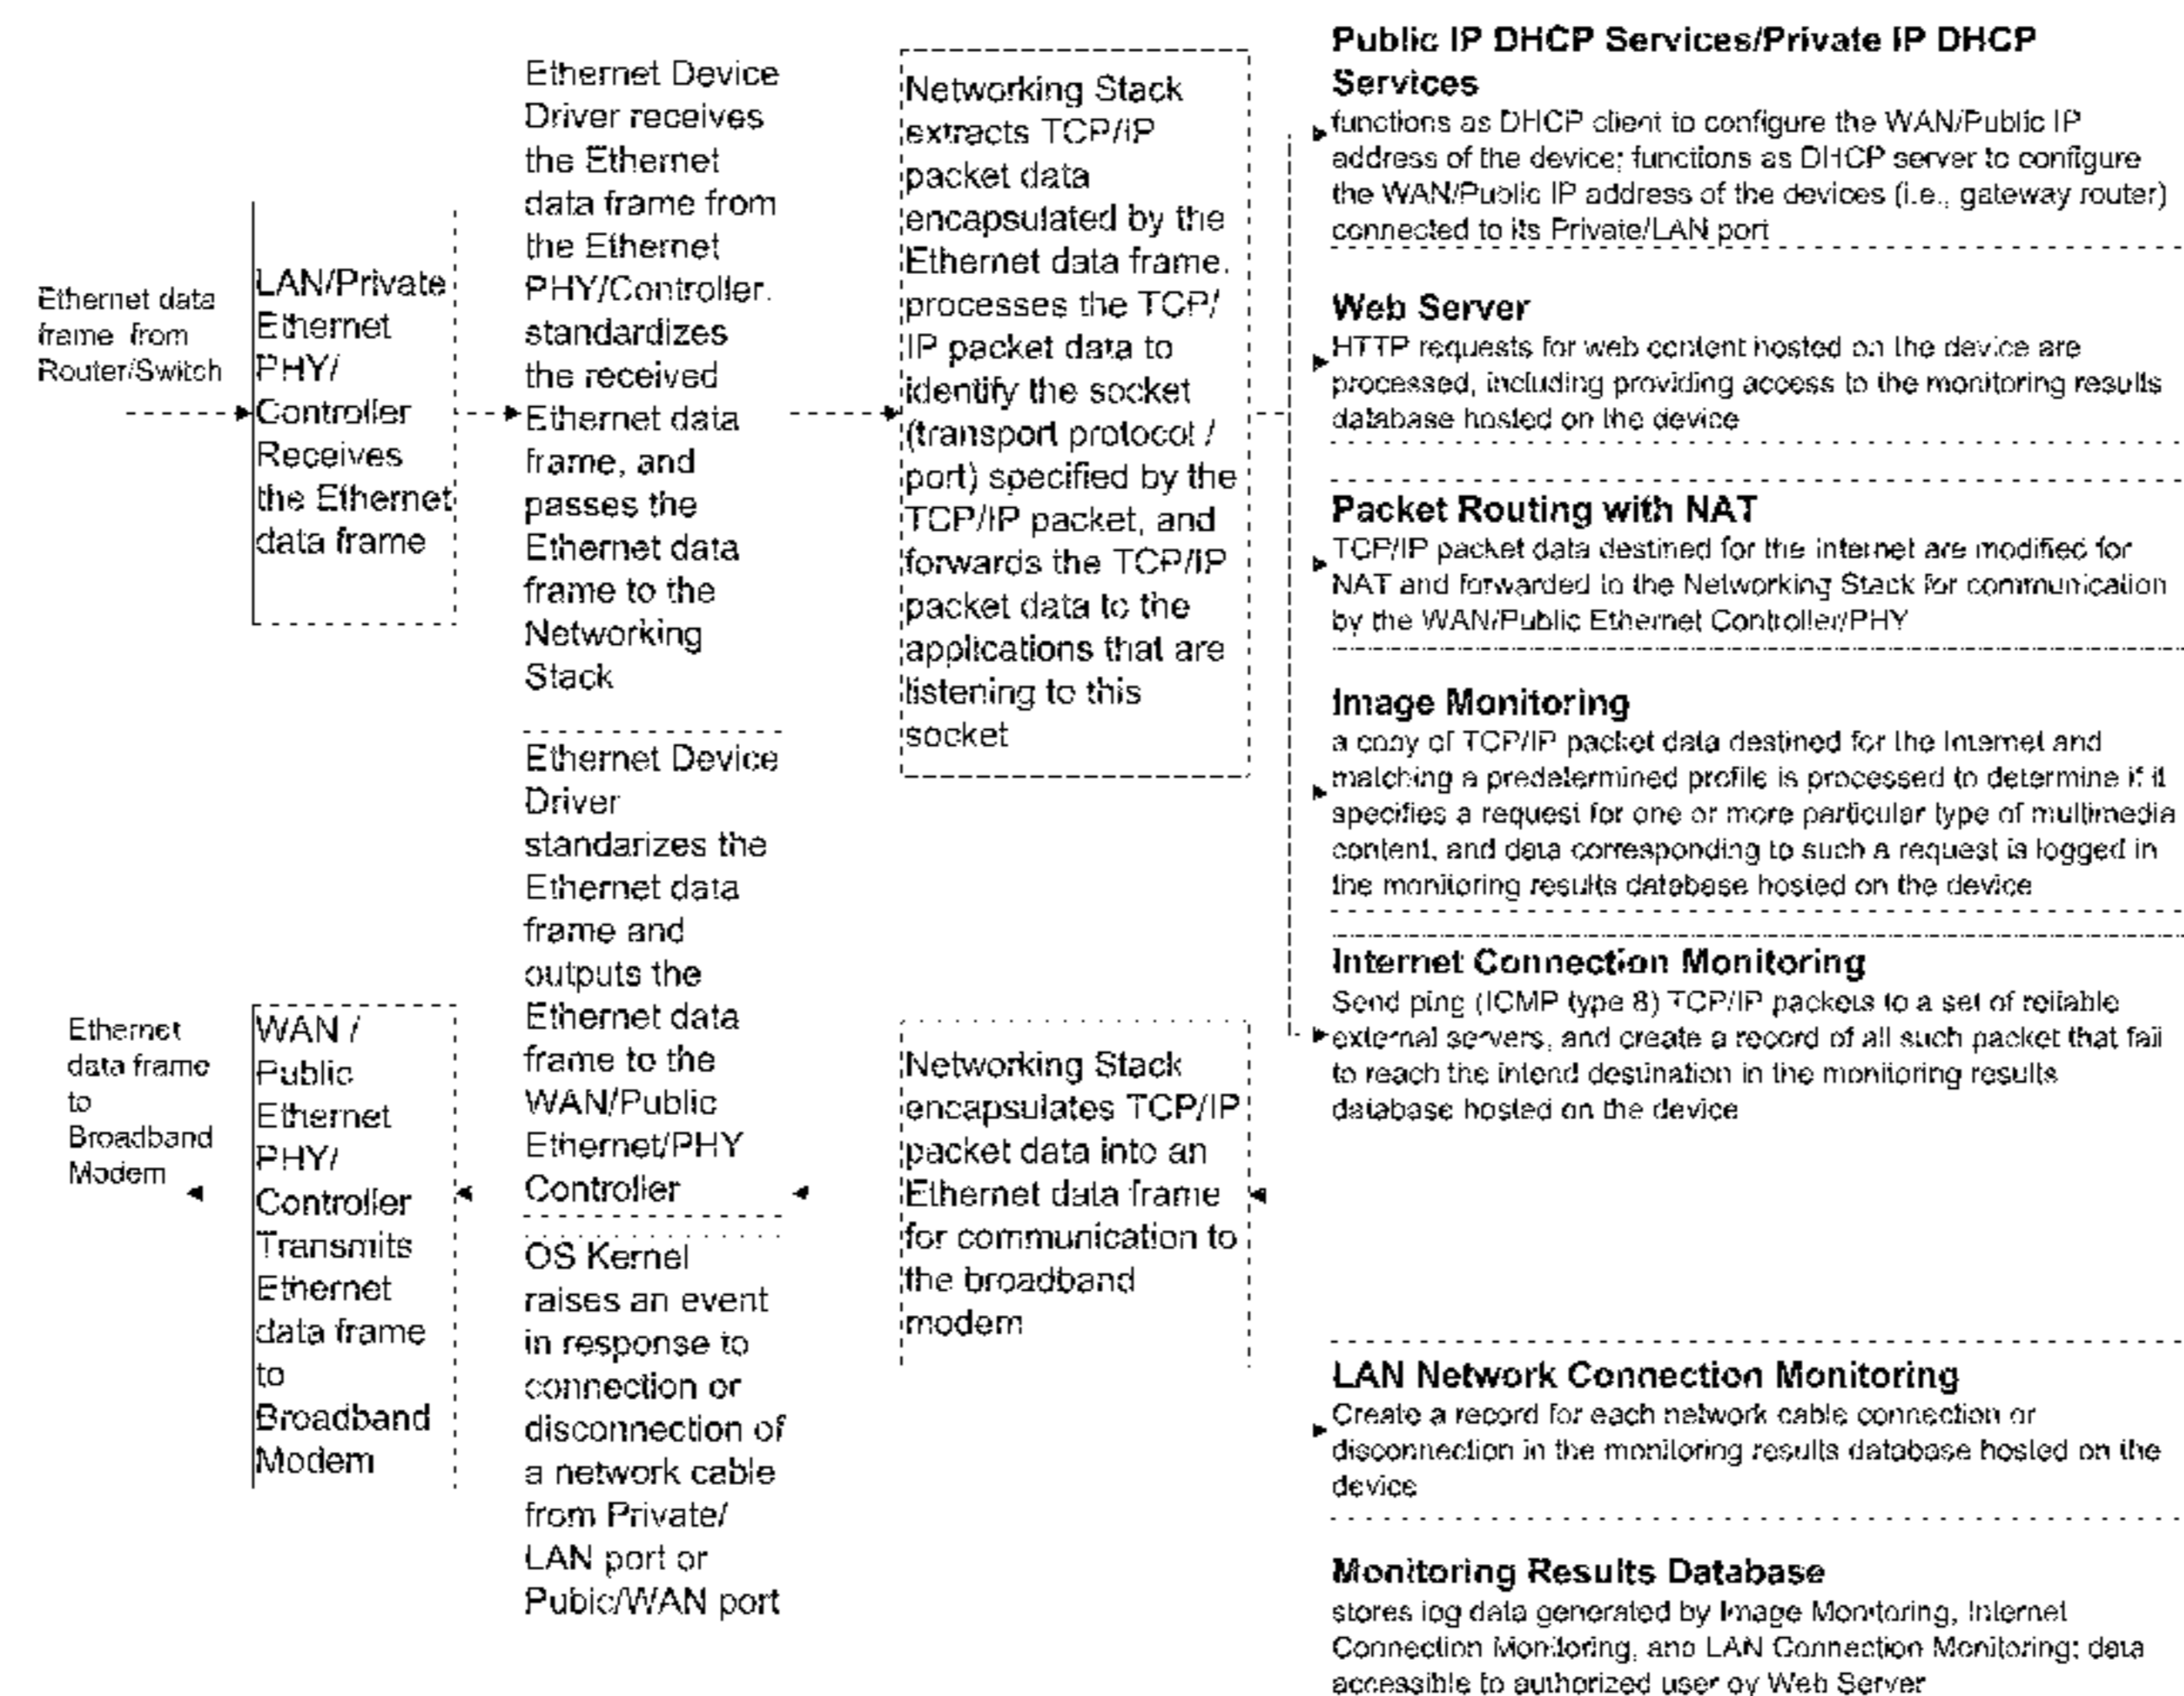 Ethernet data
frame from
Router/Switch
LAN/Private
Ethernet
PHY/
Controller
Receives
the Ethernet
data frame
Ethernet Device
Driver receives
the Ethernet
data frame from
the Ethernet
PHY/Controller.
standardizes
the received
Ethernet data
frame, and
passes the
Ethernet data
frame to the
Networking
Stack
Networking Stack
extracts TCP/IP
packet data
encapsulated by the
Ethernet data frame.
processes the TCP/
IP packet data to
identify the socket
(transport protocol /
port) specified by the
TCP/IP packet, and
forwards the TCP/IP
packet data to the
applications that are
listening to this
socket
Public IP DHCP Services/Private IP DHCP
Services
functions as DHCP client to configure the WAN/Public IP
address of the device; functions as DHCP server to configure
the WAN/Public IP address of the devices (i.e., gateway router)
connected to its Private/LAN port
Web Server
HTTP requests for web content hosted on the device are
processed, including providing access to the monitoring results
database hosted on the device
Packet Routing with NAT
TCP/IP packet data destined for the internet are modified for
NAT and forwarded to the Networking Stack for communication
by the WAN/Public Ethernet Controller/PHY
Image Monitoring
a copy of TCP/IP packet data destined for the Internet and
matching a predetermined profile is processed to determine if it
specifies a request for one or more particular type of multimedia
content, and data corresponding to such a request is logged in
the monitoring results database hosted on the device
Internet Connection Monitoring
Send ping (ICMP type 8) TCP/IP packets to a set of reliable
external servers, and create a record of all such packet that fail
to reach the intend destination in the monitoring results
database hosted on the device
Ethernet
data frame
to
Broadband
Modem
WAN /
Public
Ethernet
PHY/
Controller
Transmits
Ethernet
data frame
to
Broadband
Modem
Ethernet Device
Driver
standarizes the
Ethernet data
frame and
outputs the
Ethernet data
frame to the
WAN/Public
Ethernet/PHY
Controller
OS Kernel
raises an event
in response to
connection or
disconnection of
a network cable
from Private/
LAN port or
Pubic/WAN port
Networking Stack
encapsulates TCP/IP
packet data into an
Ethernet data frame
for communication to
the broadband
modem
LAN Network Connection Monitoring
Create a record for each network cable connection or
disconnection in the monitoring results database hosted on the
device
Monitoring Results Database
stores log data generated by Image Monitoring, Internet
Connection Monitoring, and LAN Connection Monitoring; data
accessible to authorized user by Web Server